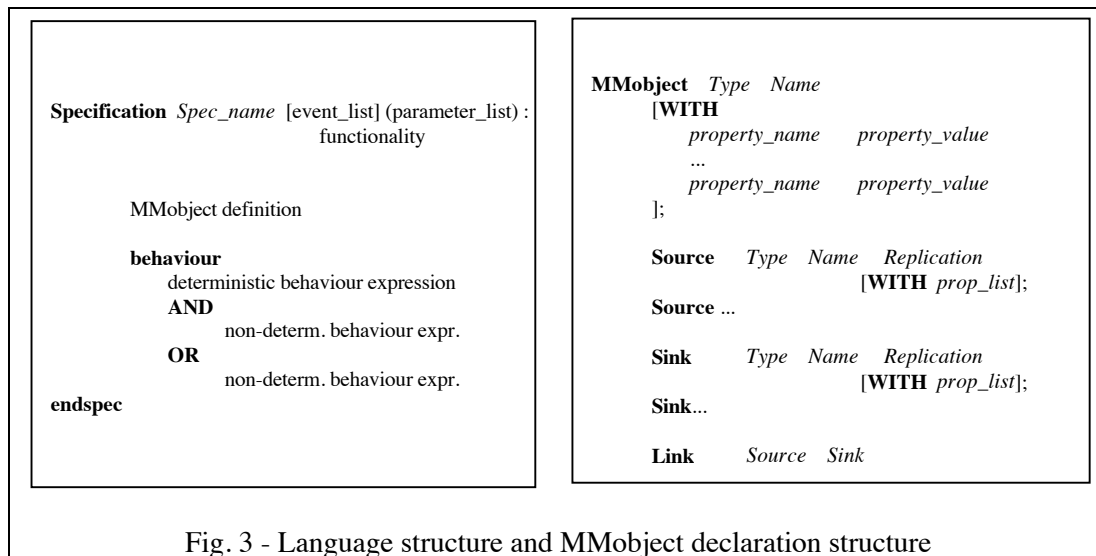 Specification Spec_name [event_list] (parameter_list) :
functionality
MMobject definition
behaviour
deterministic behaviour expression
AND
non-determ. behaviour expr.
OR
non-determ. behaviour expr.
endspec
MMobject Type Name
[WITH
property_name property_value
...
property_name property_value
];
Source Type Name Replication
[WITH prop_list];
Source ...
Sink Type Name Replication
[WITH prop_list];
Sink...
Link Source Sink
Fig. 3 - Language structure and MMobject declaration structure